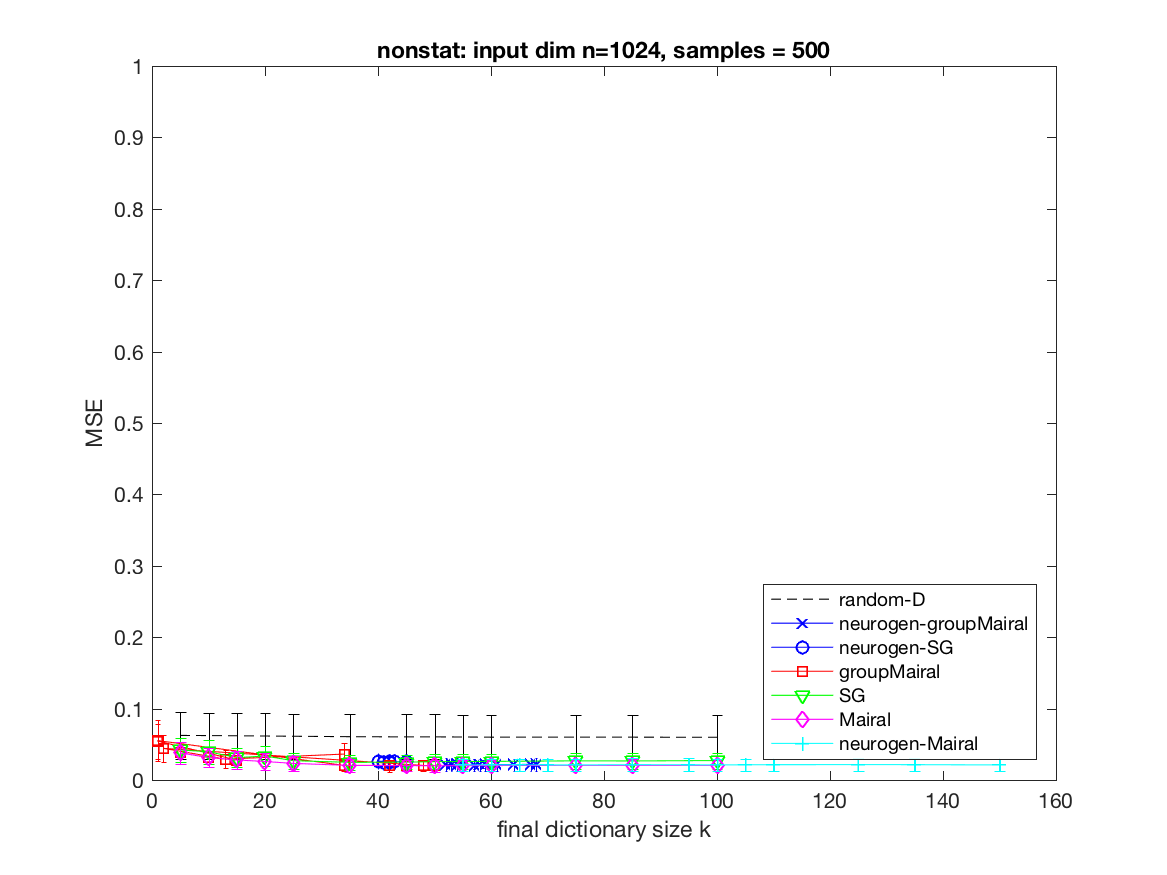 nonstat: input dim n=1024, samples = 500
1
0.9
0.8
0.7
0.6
0.5
0.4
0.3
0.2
0.1
0
MSE
random-D
neurogen-groupMairal
neurogen-SG
groupMairal
SG
Mairal
neurogen-Mairal
0 20 40 60 80 100 120 140 160
final dictionary size k